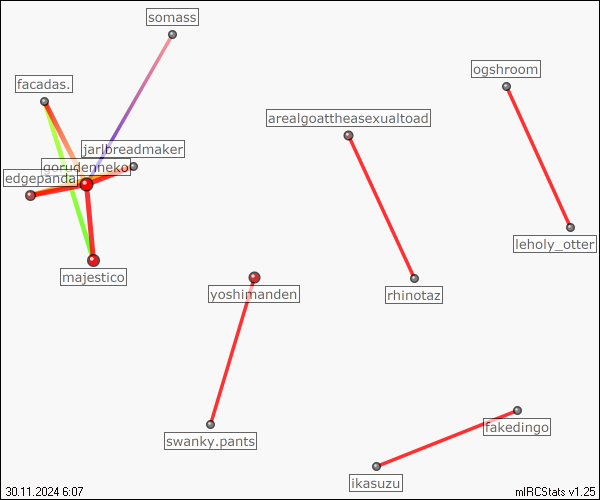 somass
ogshroom
facadas.
arealgoattheasexualtoad
jarlbreadmaker
gorudenneko
edgepanda
leholy_otter
majestico
yoshimanden
rhinotaz
fakedingo
swanky.pants
ikasuzu
30.11.2024 6:07
mIRCStats v1.25